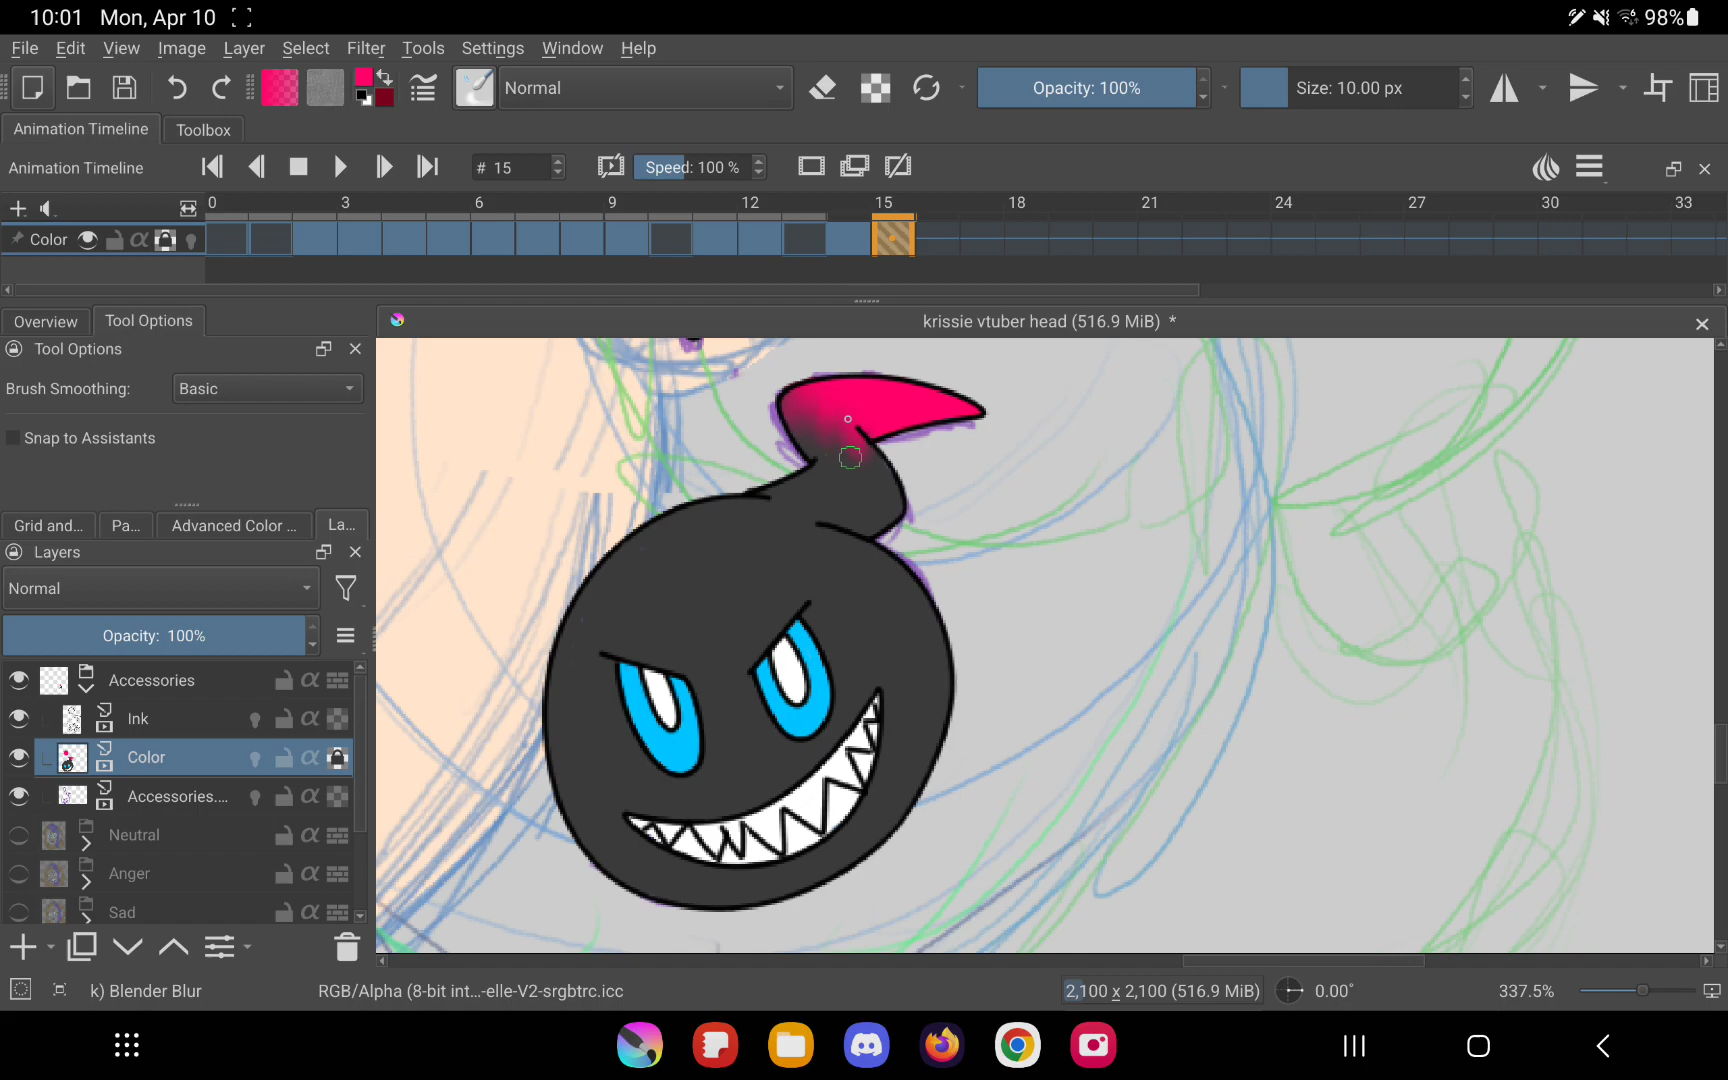 10:01 Mon, Apr 10 98%
File Edit View Image Layer Select Filter Tools Settings Window Help
Normal Opacity: 100% Size: 10.00 px
Animation Timeline Toolbox
Animation Timeline # 15 Speed: 100 %
0 3 6 9 12 15 18 21 24 27 30 33
Color α
Overview Tool Options krissie vtuber head (516.9 MiB) *
Tool Options
Brush Smoothing: Basic
Snap to Assistants
Grid and... Pa... Advanced Color ... La...
Layers
Normal
Opacity: 100%
Accessories α
Ink α
Color α
Accessories.... α
Neutral α
Anger α
Sad α
k) Blender Blur RGB/Alpha (8-bit int...-elle-V2-srgbtrc.icc 2,100 x 2,100 (516.9 MiB) 0.00° 337.5%